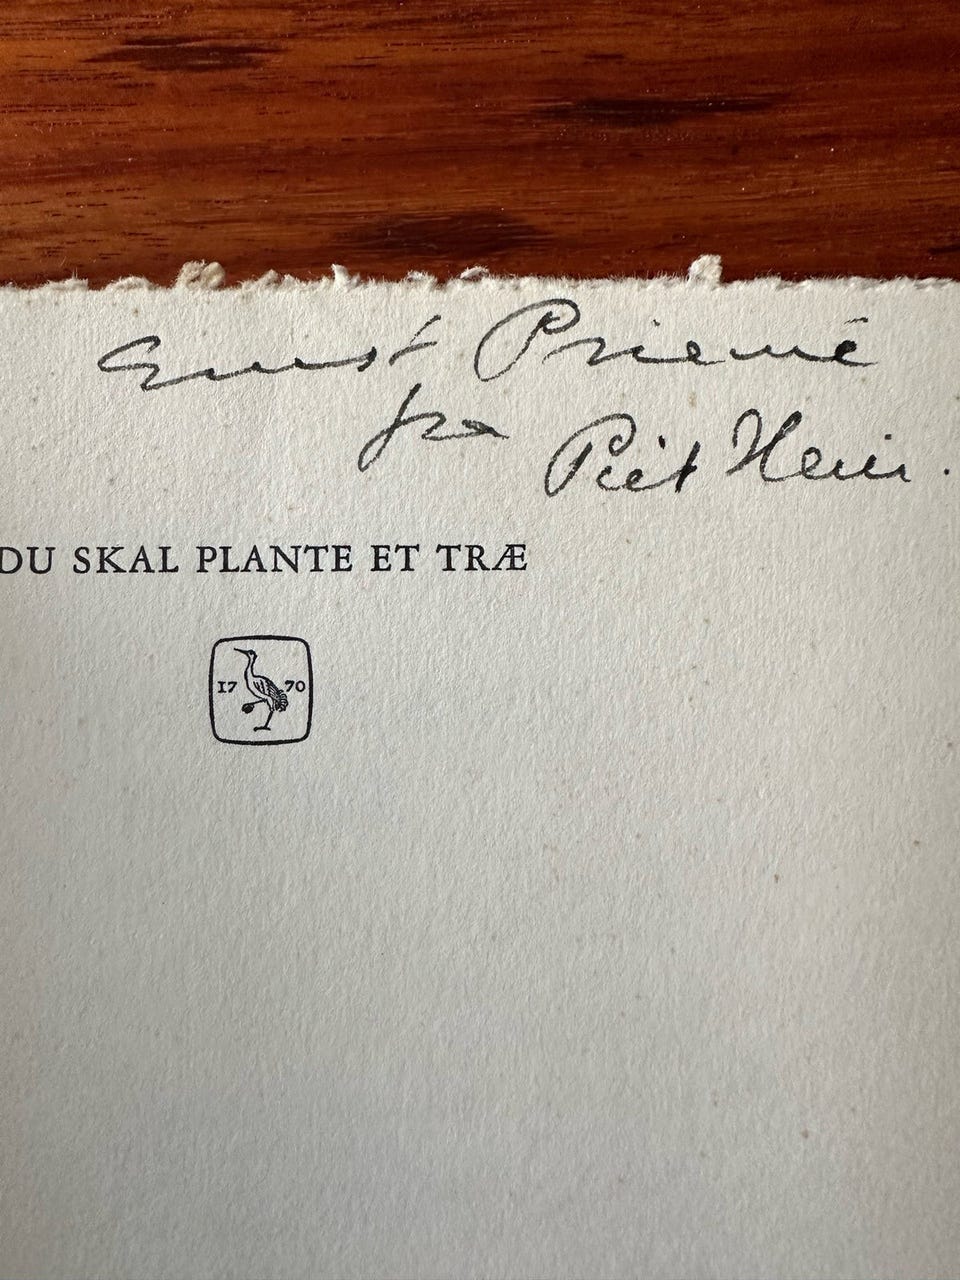 Ernst Priemé
fra
Piet Hein.
DU SKAL PLANTE ET TRÆ
17 70